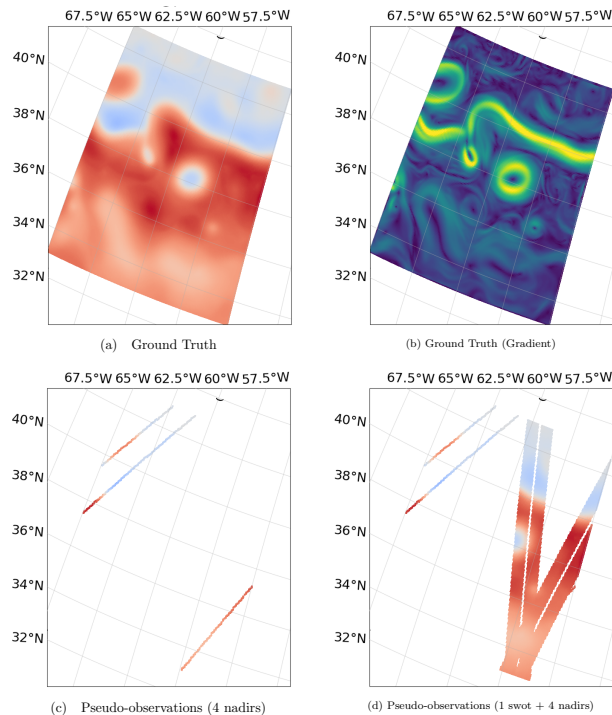 67.5°W 65°W 62.5°W 60°W 57.5°W
67.5°W 65°W 62.5°W 60°W 57.5°W
40°N
38°N
36°N
34°N
32°N
40°N
38°N
36°N
34°N
32°N
(a) Ground Truth
(b) Ground Truth (Gradient)
67.5°W 65°W 62.5°W 60°W 57.5°W
67.5°W 65°W 62.5°W 60°W 57.5°W
40°N
38°N
36°N
34°N
32°N
40°N
38°N
36°N
34°N
32°N
(c) Pseudo-observations (4 nadirs)
(d) Pseudo-observations (1 swot + 4 nadirs)